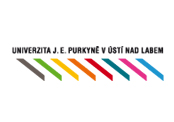 UNIVERZITA J. E. PURKYNĚ V ÚSTÍ NAD LABEM